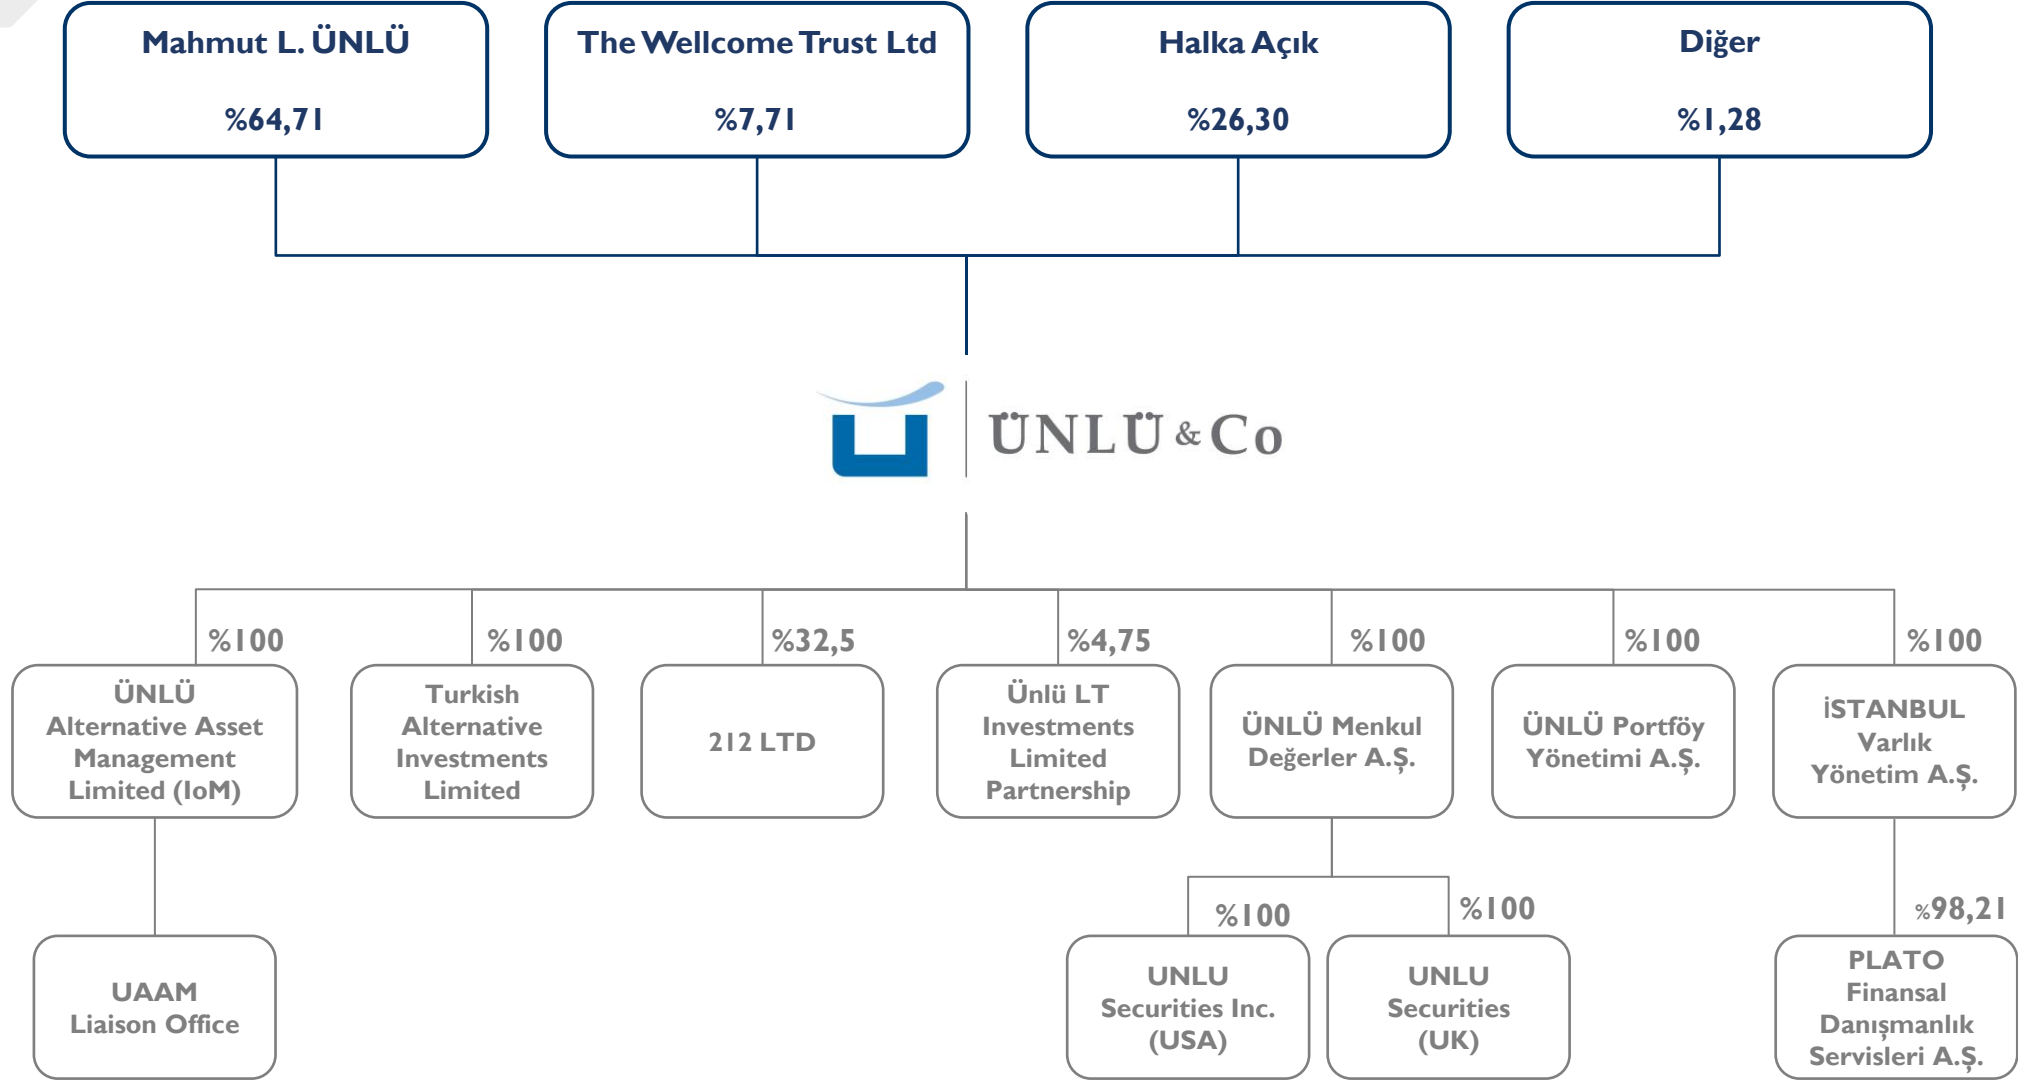 Mahmut L. ÜNLÜ
%64,71
The Wellcome Trust Ltd
%7,71
Halka Açık
%26,30
Diğer
%1,28
ÜNLÜ & Co
%100
ÜNLÜ
Alternative Asset
Management
Limited (IoM)
%100
Turkish
Alternative
Investments
Limited
%32,5
212 LTD
%4,75
Ünlü LT
Investments
Limited
Partnership
%100
ÜNLÜ Menkul
Değerler A.Ş.
%100
ÜNLÜ Portföy
Yönetimi A.Ş.
%100
İSTANBUL
Varlık
Yönetim A.Ş.
UAAM
Liaison Office
%100
UNLU
Securities Inc.
(USA)
%100
UNLU
Securities
(UK)
%98,21
PLATO
Finansal
Danışmanlık
Servisleri A.Ş.